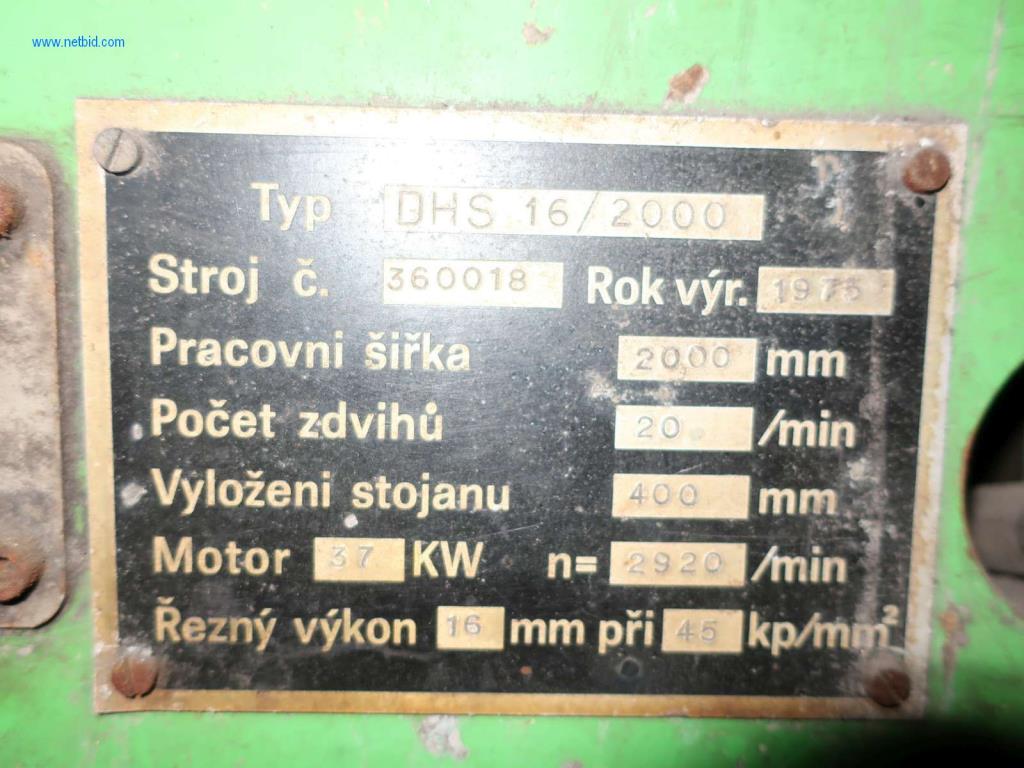 www.netbid.com
Typ DHS 16/2000
Stroj č. 360018 Rok výr. 1975
Pracovni šiřka 2000 mm
Počet zdvihů 20 /min
Vyloženi stojanu 400 mm
Motor 37 KW n= 2920 /min
Řezný výkon 16 mm při 45 kp/mm²